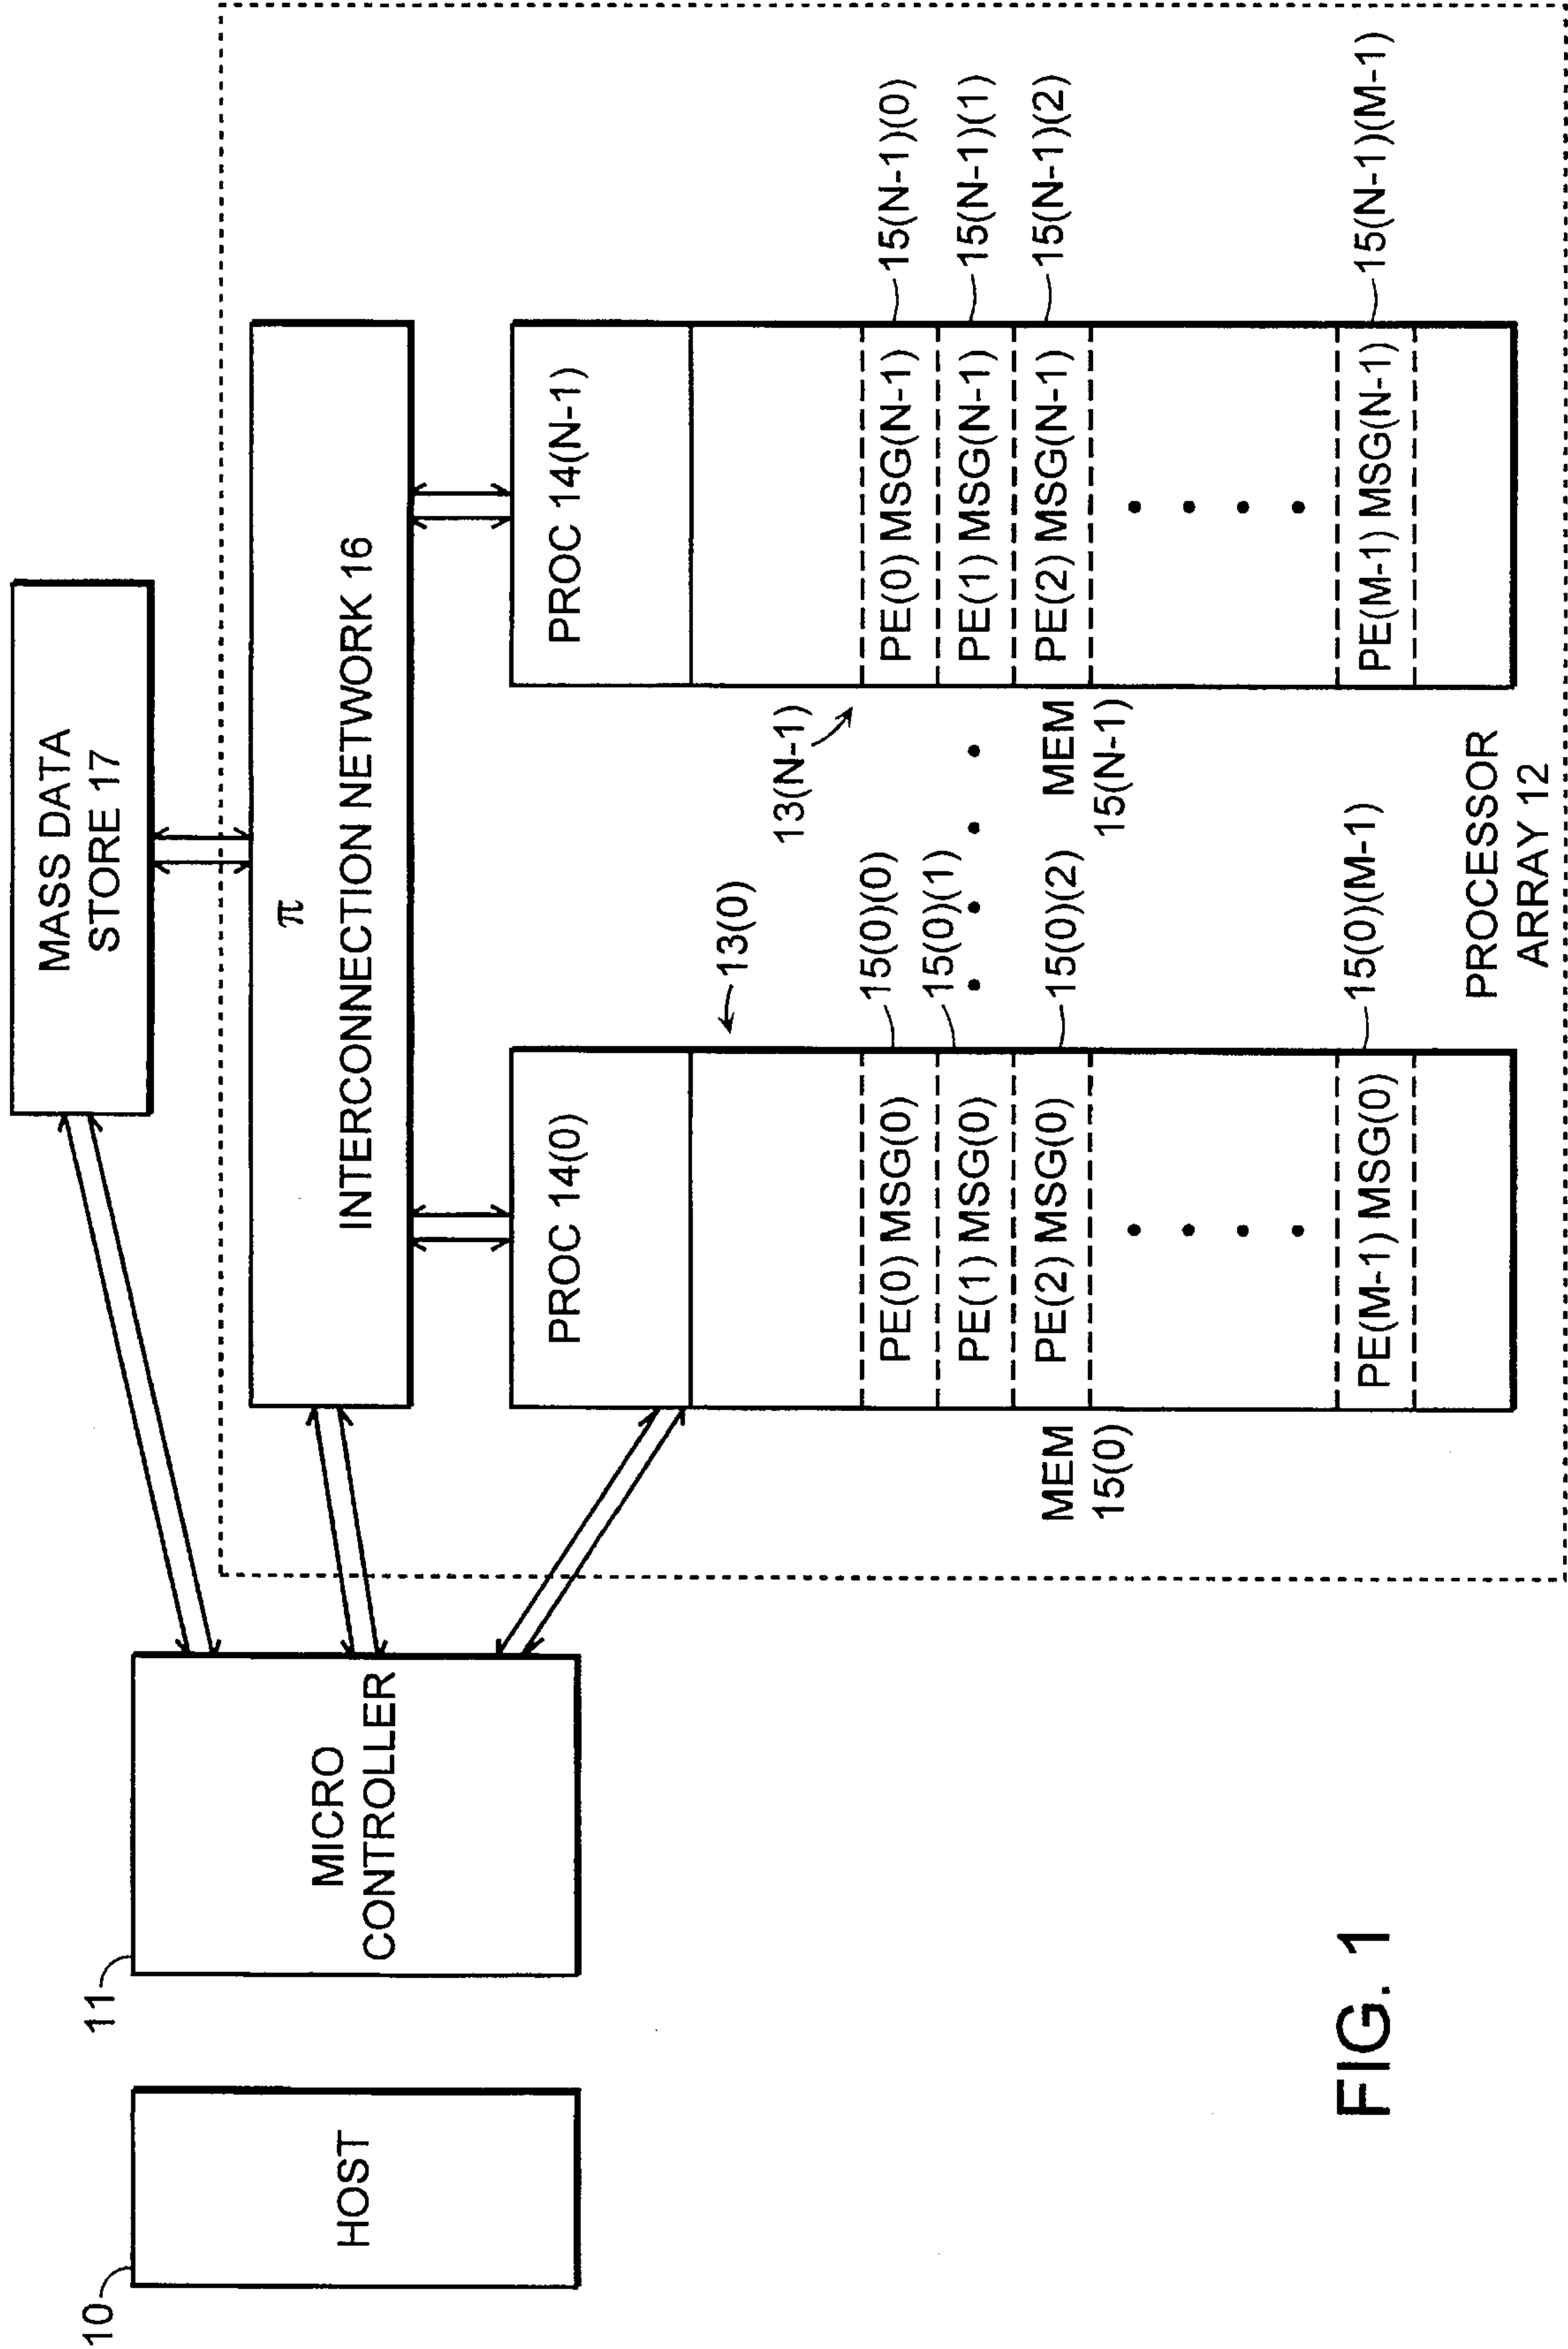 MASS DATA
STORE 17
π
INTERCONNECTION NETWORK 16
10
HOST
11
MICRO
CONTROLLER
PROC 14(0)
13(0)
MEM
15(0)
PE(0) MSG(0)
15(0)(0)
PE(1) MSG(0)
15(0)(1)
PE(2) MSG(0)
15(0)(2)
PE(M-1) MSG(0)
15(0)(M-1)
PROC 14(N-1)
13(N-1)
MEM
15(N-1)
PE(0) MSG(N-1)
15(N-1)(0)
PE(1) MSG(N-1)
15(N-1)(1)
PE(2) MSG(N-1)
15(N-1)(2)
PE(M-1) MSG(N-1)
15(N-1)(M-1)
PROCESSOR
ARRAY 12
FIG. 1